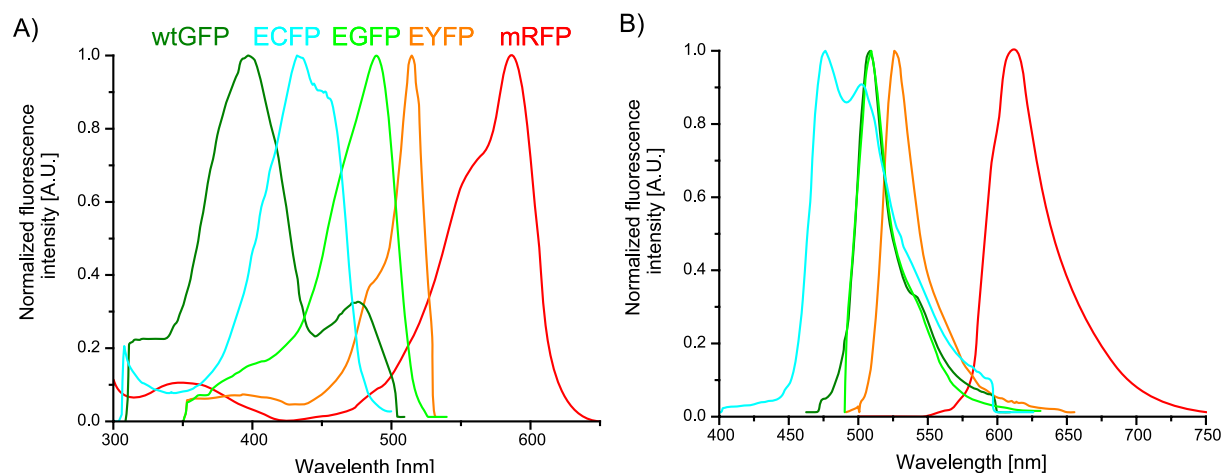 A)
wtGFP ECFP EGFP EYFP mRFP
Normalized fluorescence
intensity [A.U.]
1.0
0.8
0.6
0.4
0.2
0.0
300 400 500 600
Wavelenth [nm]
B)
Normalized fluorescence
intensity [A.U.]
1.0
0.8
0.6
0.4
0.2
0.0
400 450 500 550 600 650 700 750
Wavelength [nm]